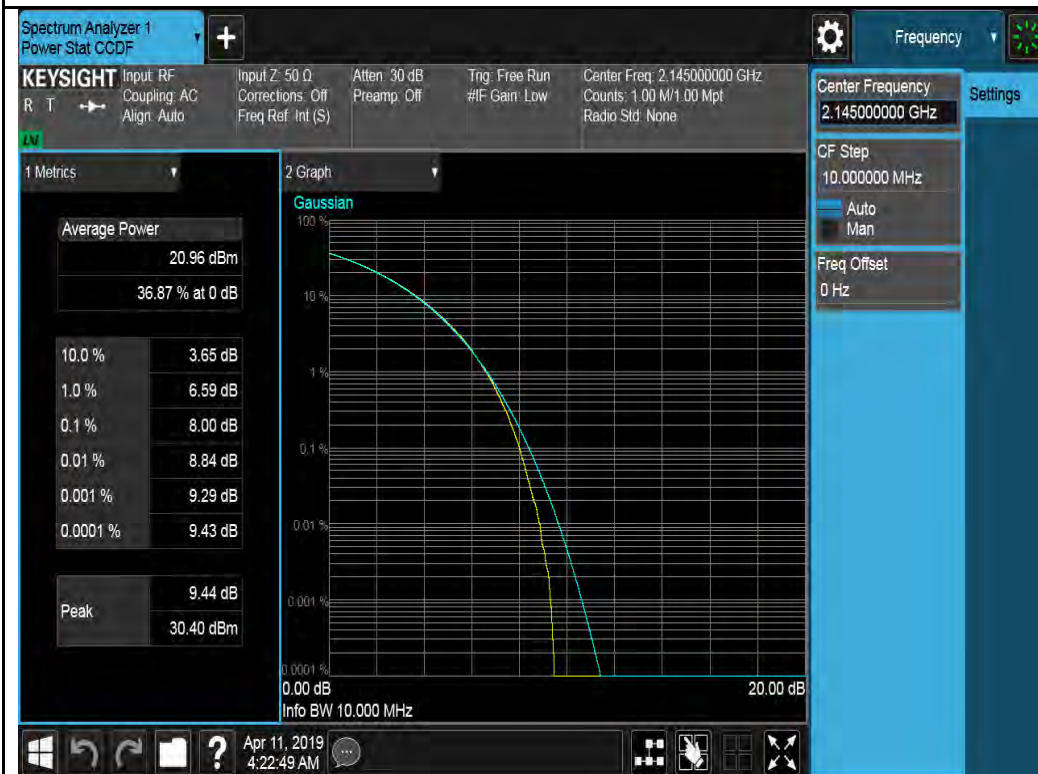 Spectrum Analyzer 1
Power Stat CCDF
Frequency
KEYSIGHT
R T
Input: RF
Coupling: AC
Align: Auto
Input Z: 50 Ω
Corrections: Off
Freq Ref: Int (S)
Atten: 30 dB
Preamp: Off
Trig: Free Run
#IF Gain: Low
Center Freq: 2.145000000 GHz
Counts: 1.00 M/1.00 Mpt
Radio Std: None
Center Frequency
2.145000000 GHz
Settings
CF Step
10.000000 MHz
Auto
Man
Freq Offset
0 Hz
1 Metrics
Average Power
20.96 dBm
36.87 % at 0 dB
10.0 % 3.65 dB
1.0 % 6.59 dB
0.1 % 8.00 dB
0.01 % 8.84 dB
0.001 % 9.29 dB
0.0001 % 9.43 dB
Peak
9.44 dB
30.40 dBm
2 Graph
Gaussian
100 %
10 %
1 %
0.1 %
0.01 %
0.001 %
0.0001 %
0.00 dB 20.00 dB
Info BW 10.000 MHz
? Apr 11, 2019
4:22:49 AM